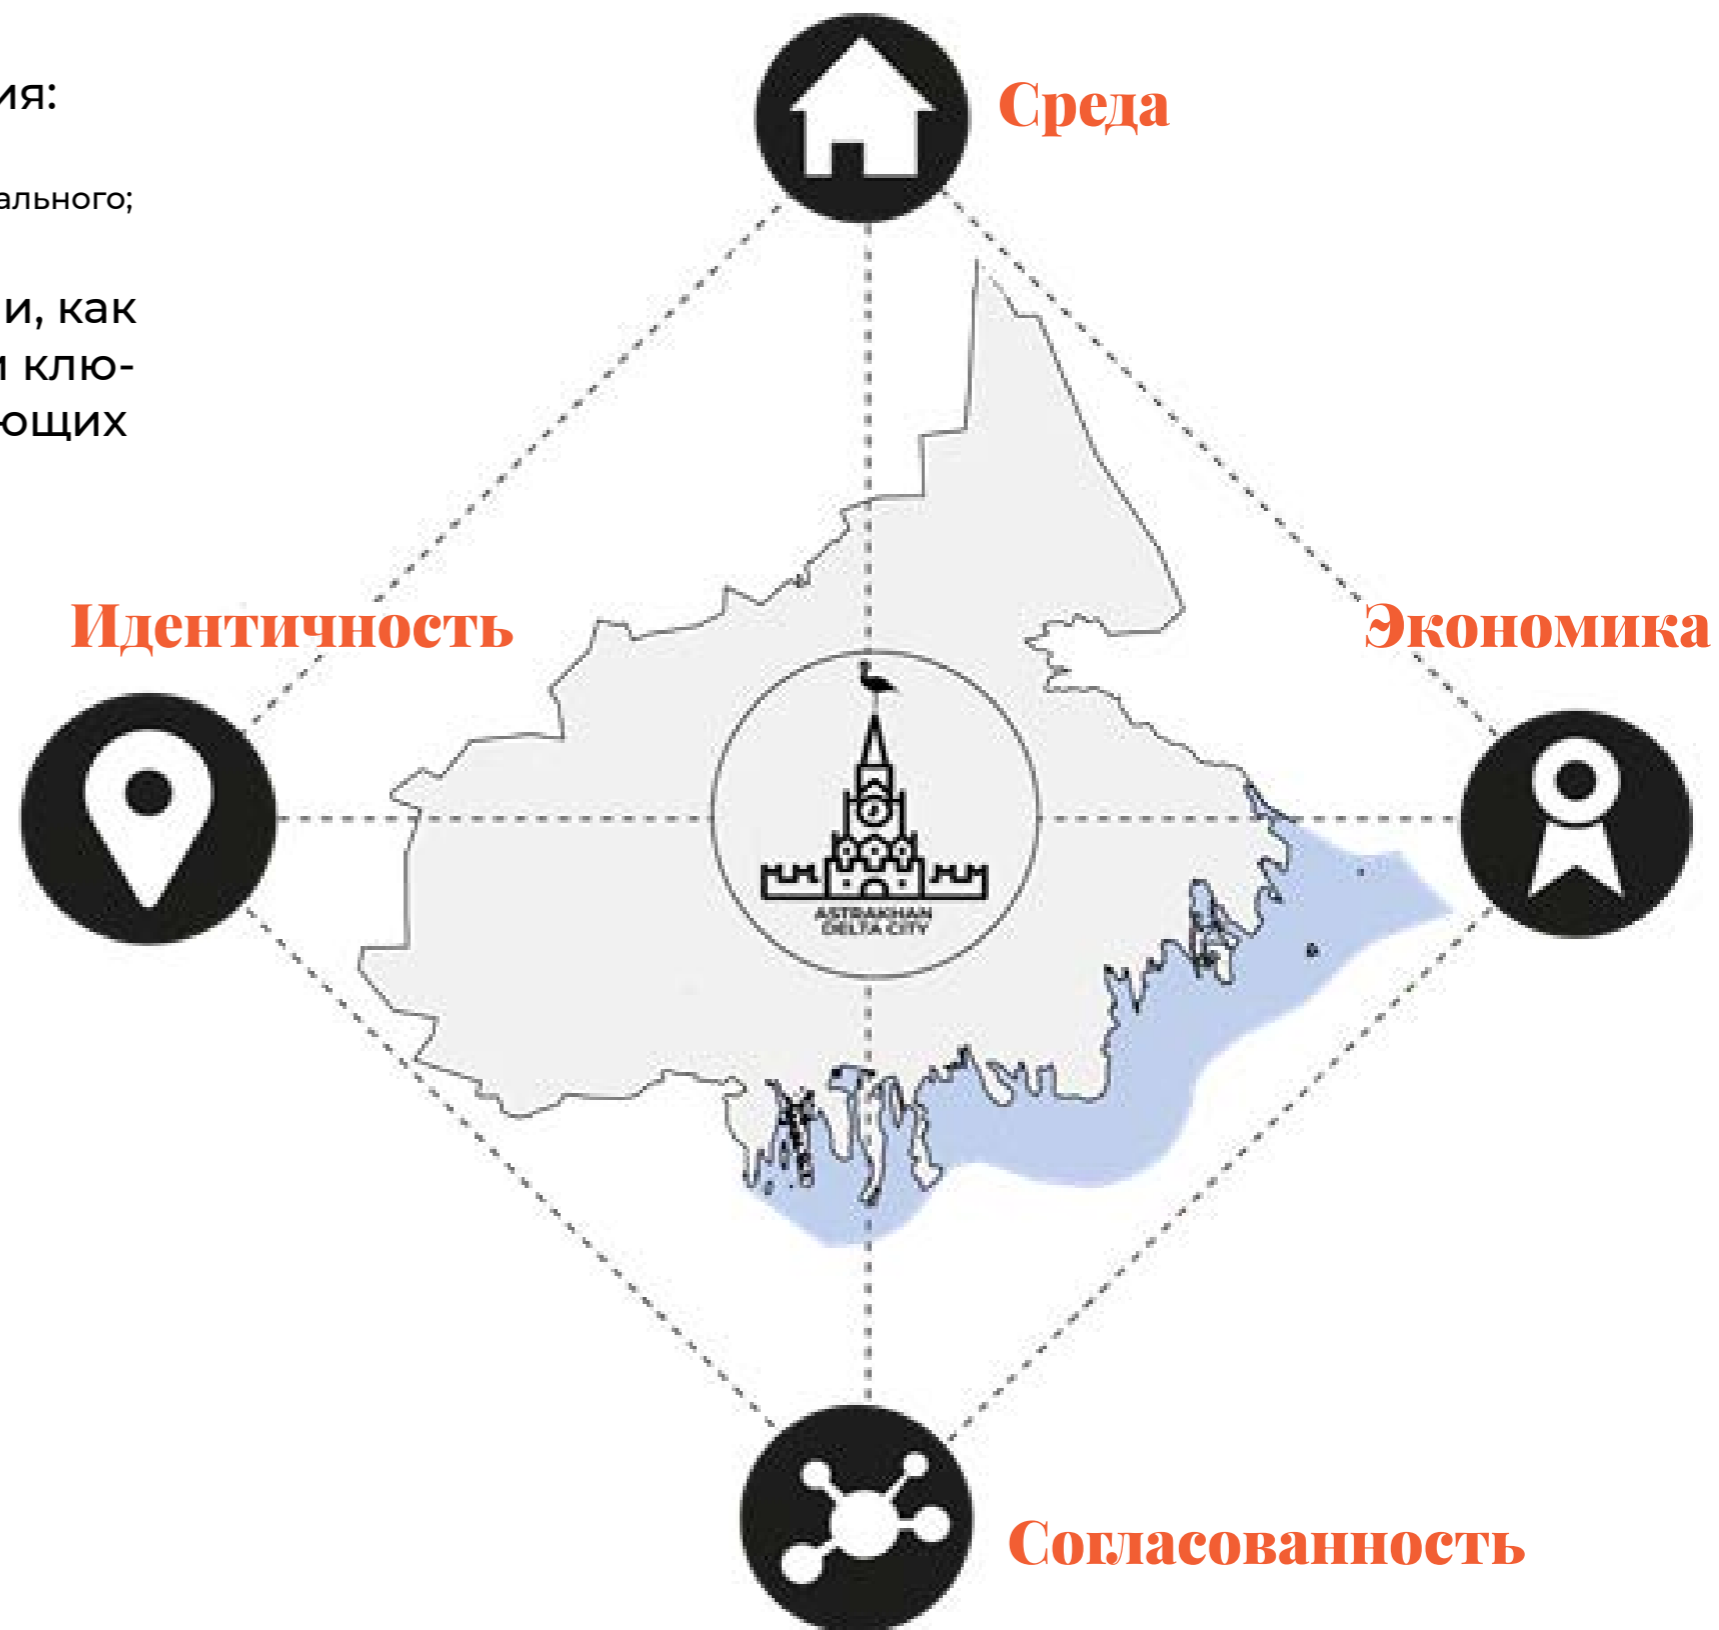 ия:
Среда
ального;
и, как
и клю-
ющих
Идентичность
Экономика
ASTRAKHAN
DELTA CITY
Согласованность